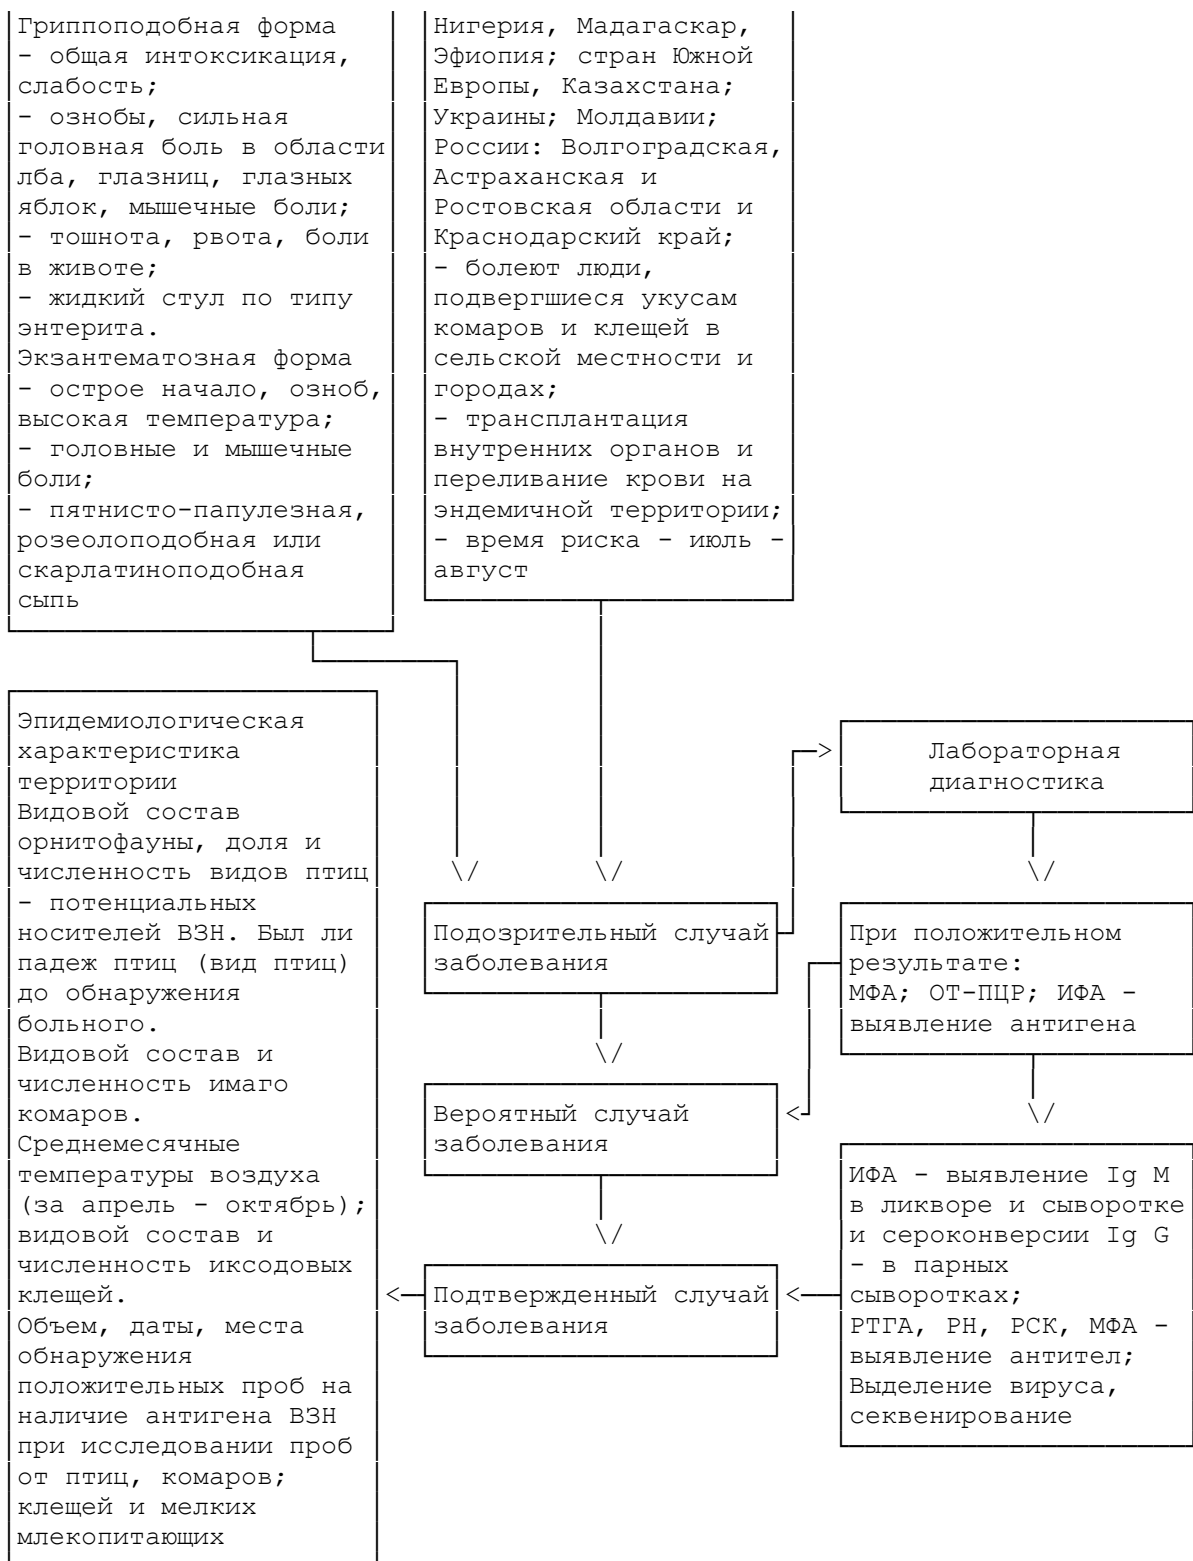 Гриппоподобная форма
- общая интоксикация,
слабость;
- ознобы, сильная
головная боль в области
лба, глазниц, глазных
яблок, мышечные боли;
- тошнота, рвота, боли
в животе;
- жидкий стул по типу
энтерита.
Экзантематозная форма
- острое начало, озноб,
высокая температура;
- головные и мышечные
боли;
- пятнисто-папулезная,
розеолоподобная или
скарлатиноподобная
сыпь
Нигерия, Мадагаскар,
Эфиопия; стран Южной
Европы, Казахстана;
Украины; Молдавии;
России: Волгоградская,
Астраханская и
Ростовская области и
Краснодарский край;
- болеют люди,
подвергшиеся укусам
комаров и клещей в
сельской местности и
городах;
- трансплантация
внутренних органов и
переливание крови на
эндемичной территории;
- время риска - июль -
август
Эпидемиологическая
характеристика
территории
Видовой состав
орнитофауны, доля и
численность видов птиц
- потенциальных
носителей ВЗН. Был ли
падеж птиц (вид птиц)
до обнаружения
больного.
Видовой состав и
численность имаго
комаров.
Среднемесячные
температуры воздуха
(за апрель - октябрь);
видовой состав и
численность иксодовых
клещей.
Объем, даты, места
обнаружения
положительных проб на
наличие антигена ВЗН
при исследовании проб
от птиц, комаров;
клещей и мелких
млекопитающих
Подозрительный случай
заболевания
Вероятный случай
заболевания
Подтвержденный случай
заболевания
Лабораторная
диагностика
При положительном
результате:
МФА; ОТ-ПЦР; ИФА -
выявление антигена
ИФА - выявление Ig M
в ликворе и сыворотке
и сероконверсии Ig G
- в парных
сыворотках;
РТГА, РН, РСК, МФА -
выявление антител;
Выделение вируса,
секвенирование